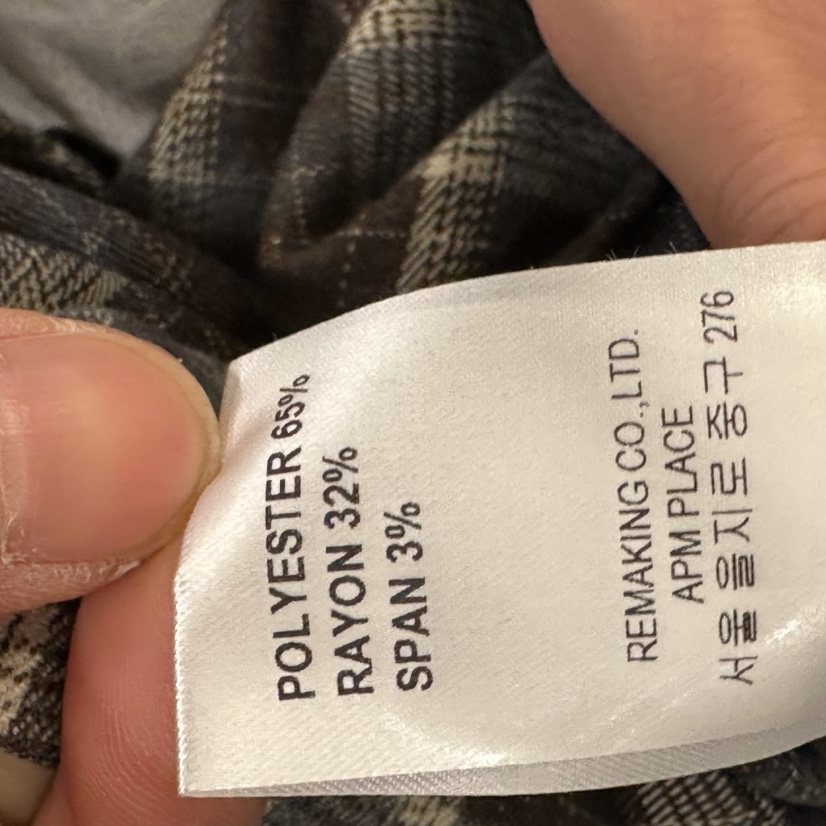 POLYESTER 65%
RAYON 32%
SPAN 3%
REMAKING CO.,LTD.
APM PLACE
서울 을지로 중구 276